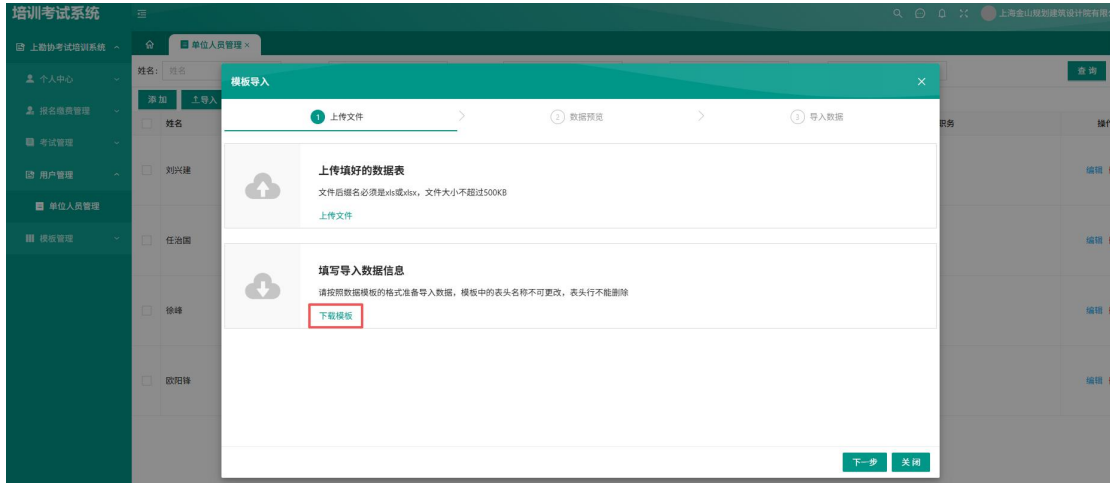 培训考试系统
上海金山规划建筑设计院有限
上勘协考试培训系统
单位人员管理 ×
个人中心
姓名: 姓名
查 询
模板导入
报名缴费管理
添 加
导入
1 上传文件
2 数据预览
3 导入数据
姓名
职务
考试管理
上传填好的数据表
刘兴建
编辑
用户管理
文件后缀名必须是xls或xlsx，文件大小不超过500KB
单位人员管理
上传文件
模板管理
任治国
编辑
填写导入数据信息
请按照数据模板的格式准备导入数据，模板中的表头名称不可更改，表头行不能删除
徐峰
编辑
下载模板
欧阳锋
编辑
下一步
关 闭